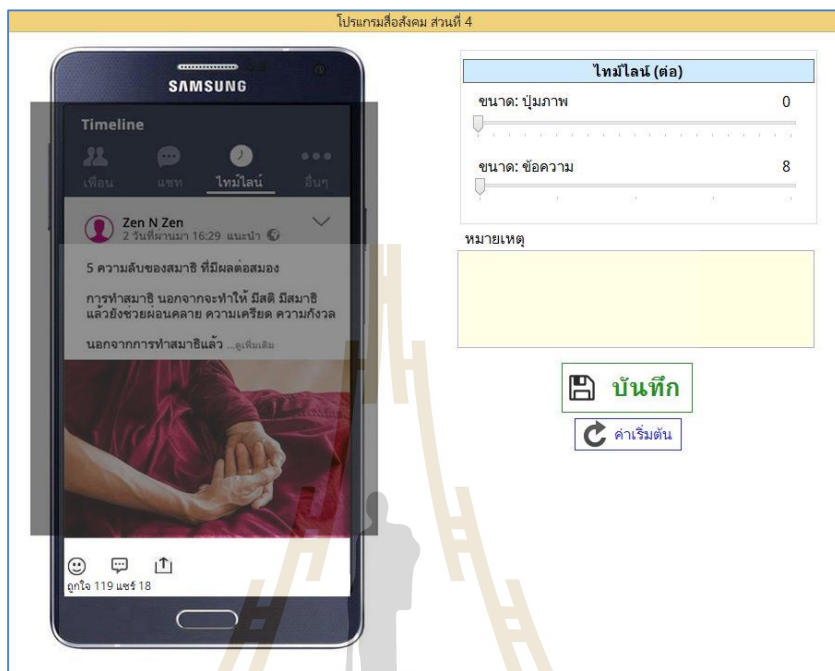 โปรแกรมสื่อสังคม ส่วนที่ 4
SAMSUNG
Timeline
เพื่อน แชท ไทม์ไลน์ อื่นๆ
Zen N Zen
2 วันที่ผ่านมา 16:29 แนะนำ
5 ความลับของสมาธิ ที่มีผลต่อสมอง
การทำสมาธิ นอกจากจะทำให้ มีสติ มีสมาธิ
แล้วยังช่วยผ่อนคลาย ความเครียด ความกังวล
นอกจากการทำสมาธิแล้ว ...ดูเพิ่มเติม
ถูกใจ 119 แชร์ 18
ไทม์ไลน์ (ต่อ)
ขนาด: ปุ่มภาพ 0
ขนาด: ข้อความ 8
หมายเหตุ
บันทึก
ค่าเริ่มต้น